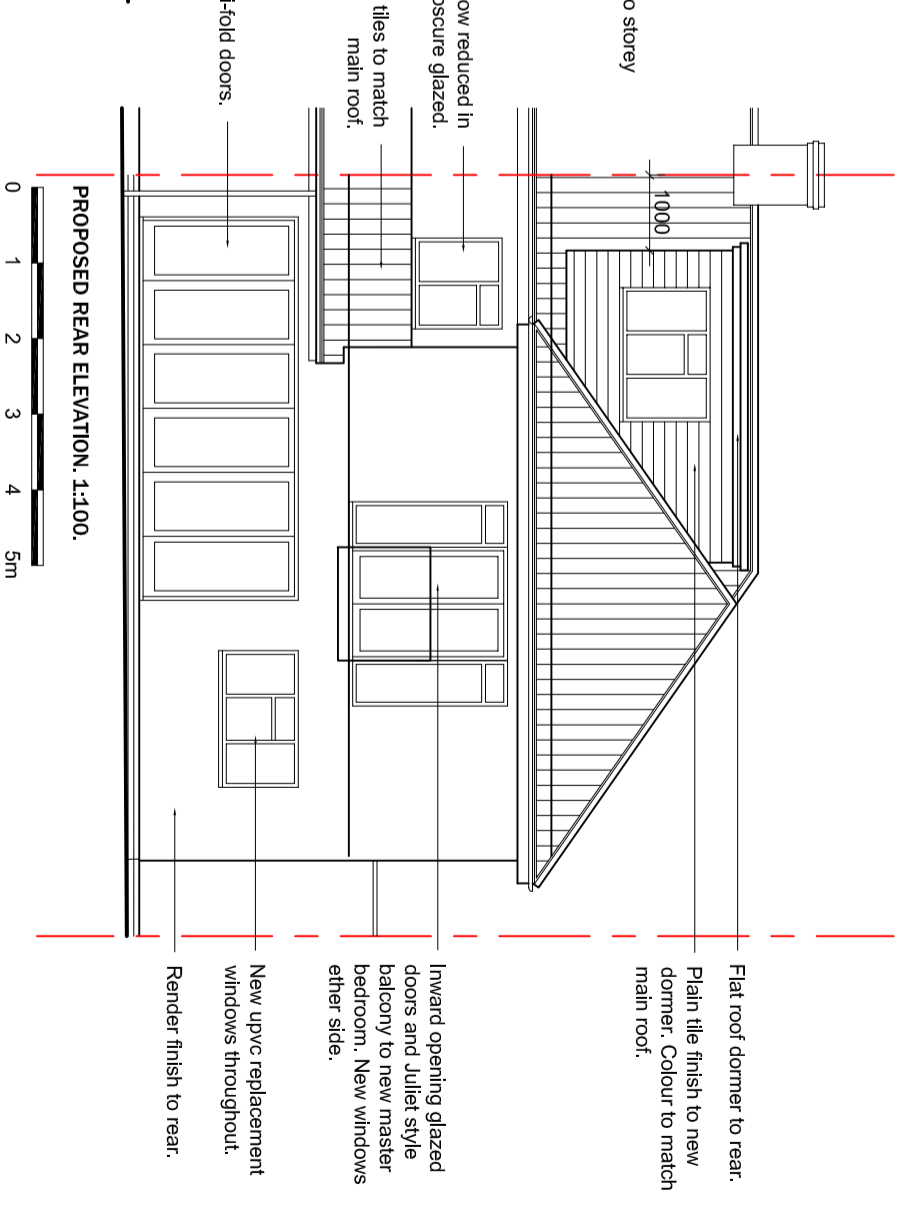 o storey
ow reduced in
oscure glazed.
tiles to match
main roof.
i-fold doors.
1000
Flat roof dormer to rear.
Plain tile finish to new
dormer. Colour to match
main roof.
Inward opening glazed
doors and Juliet style
balcony to new master
bedroom. New windows
ether side.
New upvc replacement
windows throughout.
Render finish to rear.
PROPOSED REAR ELEVATION. 1:100.
0 1 2 3 4 5m